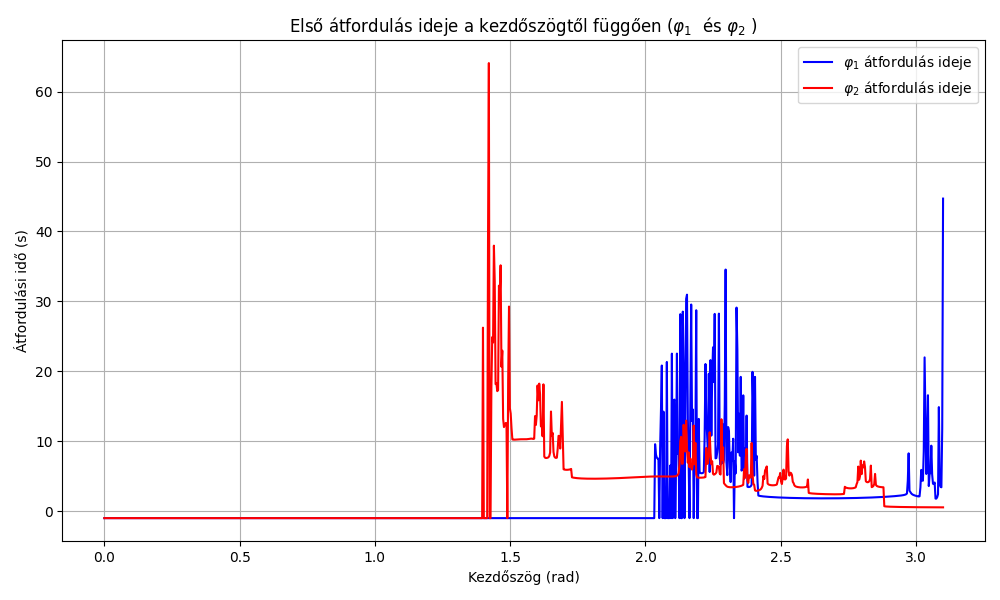 Első átfordulás ideje a kezdőszögtől függően (φ₁ és φ₂ )
φ₁ átfordulás ideje
φ₂ átfordulás ideje
Átfordulási idő (s)
60
50
40
30
20
10
0
0.0 0.5 1.0 1.5 2.0 2.5 3.0
Kezdőszög (rad)